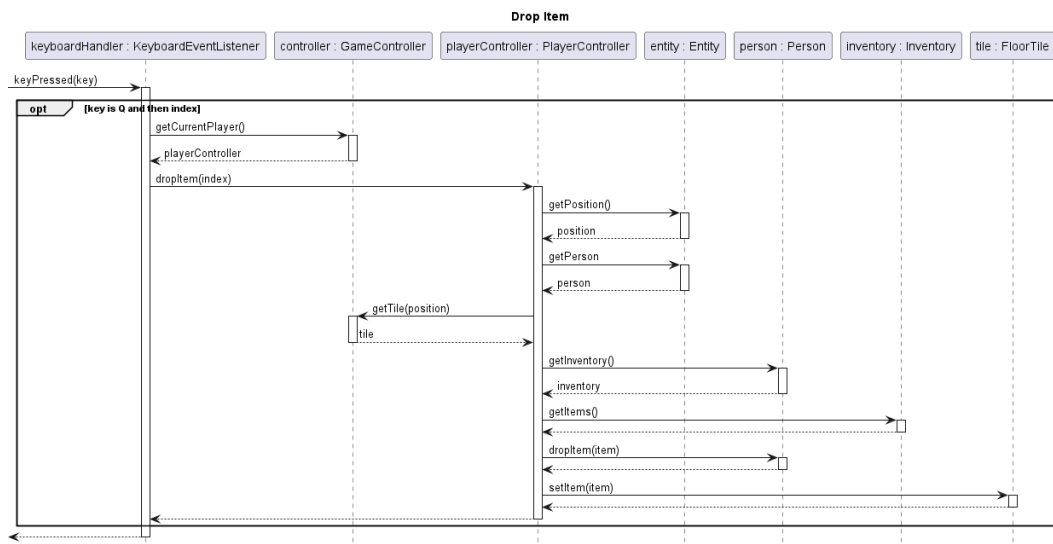 Drop Item
keyboardHandler : KeyboardEventListener
controller : GameController
playerController : PlayerController
entity : Entity
person : Person
inventory : Inventory
tile : FloorTile
keyPressed(key)
opt
[key is Q and then index]
getCurrentPlayer()
playerController
dropItem(index)
getPosition()
position
getPerson
person
getTile(position)
tile
getInventory()
inventory
getItems()
dropItem(item)
setItem(item)